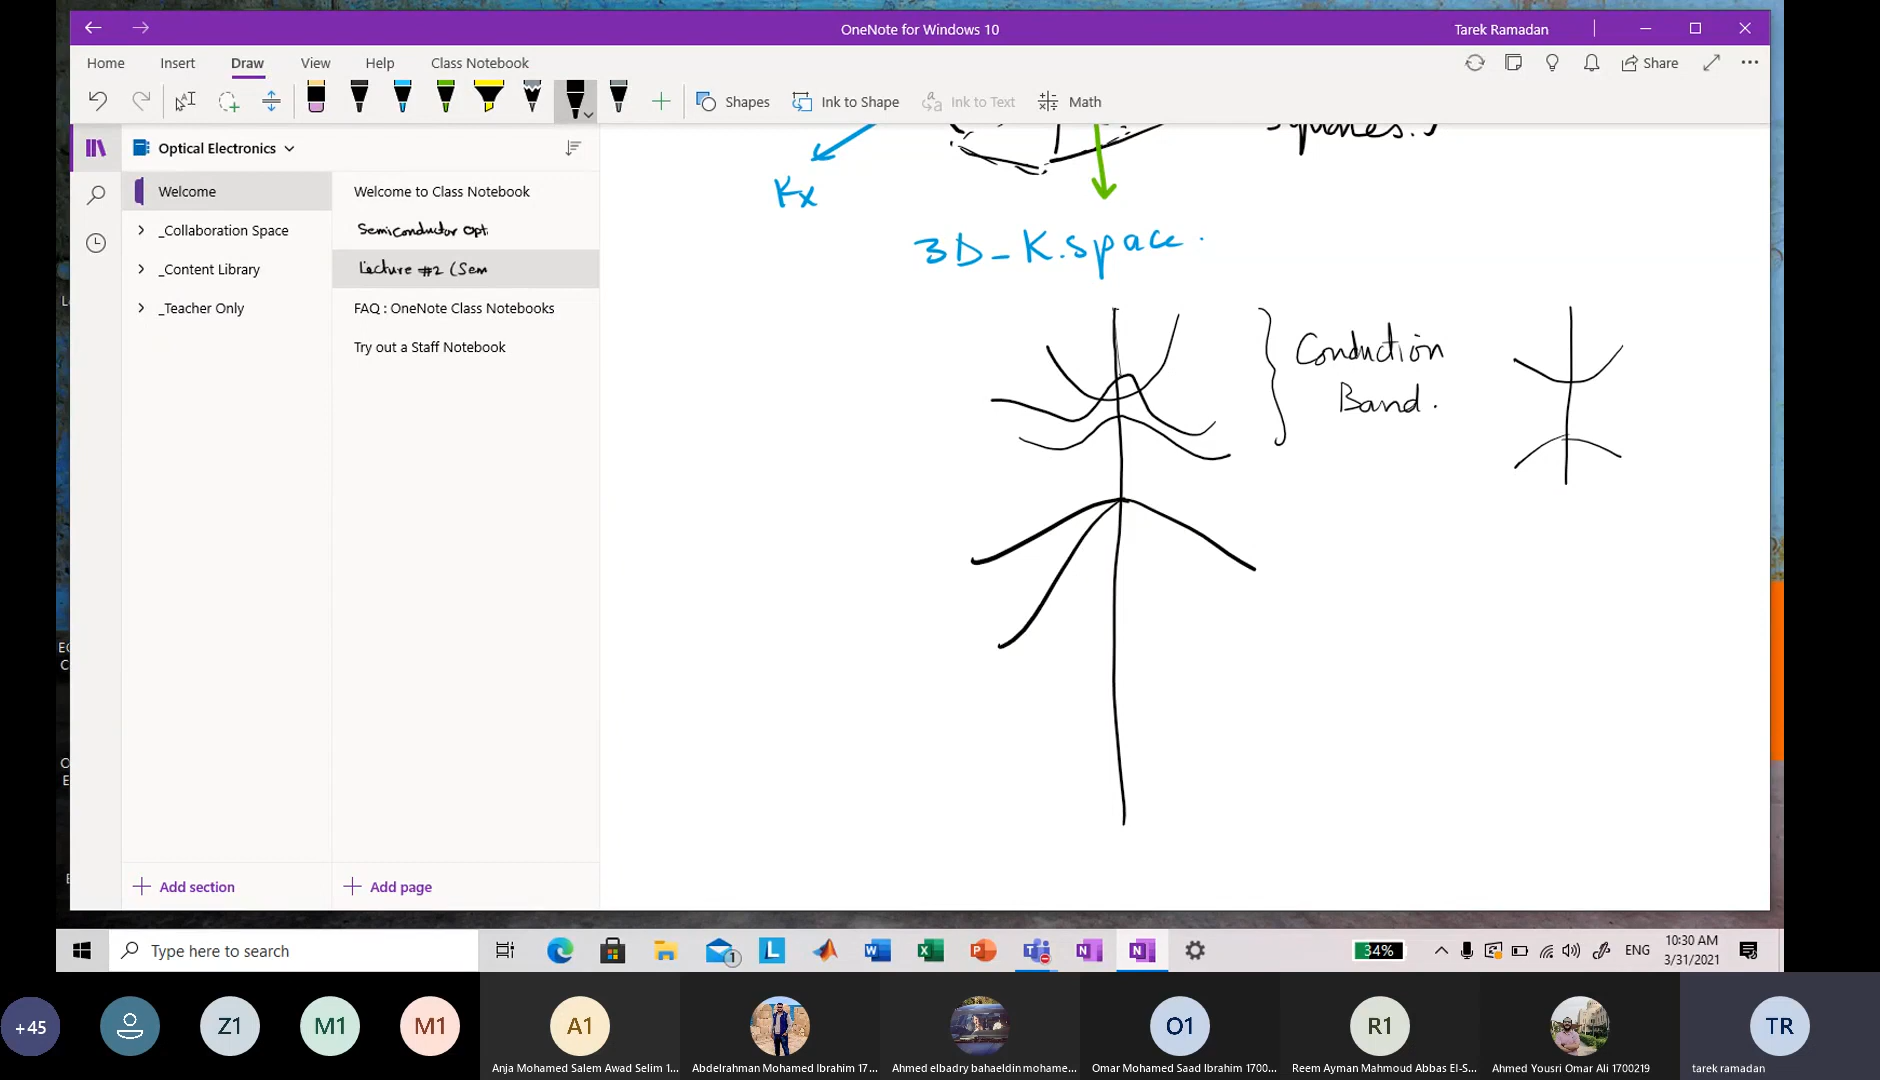 OneNote for Windows 10
Tarek Ramadan
Home Insert Draw View Help Class Notebook
Share
Shapes Ink to Shape Ink to Text Math
Optical Electronics
Welcome
_Collaboration Space
_Content Library
_Teacher Only
Welcome to Class Notebook
Semiconductor opti
Lecture #2 (Sem
FAQ : OneNote Class Notebooks
Try out a Staff Notebook
squares.
Kx
3D_K.space.
Conduction
Band.
Add section
Add page
Type here to search
1
34%
ENG
10:30 AM
3/31/2021
+45
Z1
M1
M1
A1
O1
R1
TR
Anja Mohamed Salem Awad Selim 1...
Abdelrahman Mohamed Ibrahim 17...
Ahmed elbadry bahaeldin mohame...
Omar Mohamed Saad Ibrahim 1700...
Reem Ayman Mahmoud Abbas El-S...
Ahmed Yousri Omar Ali 1700219
tarek ramadan